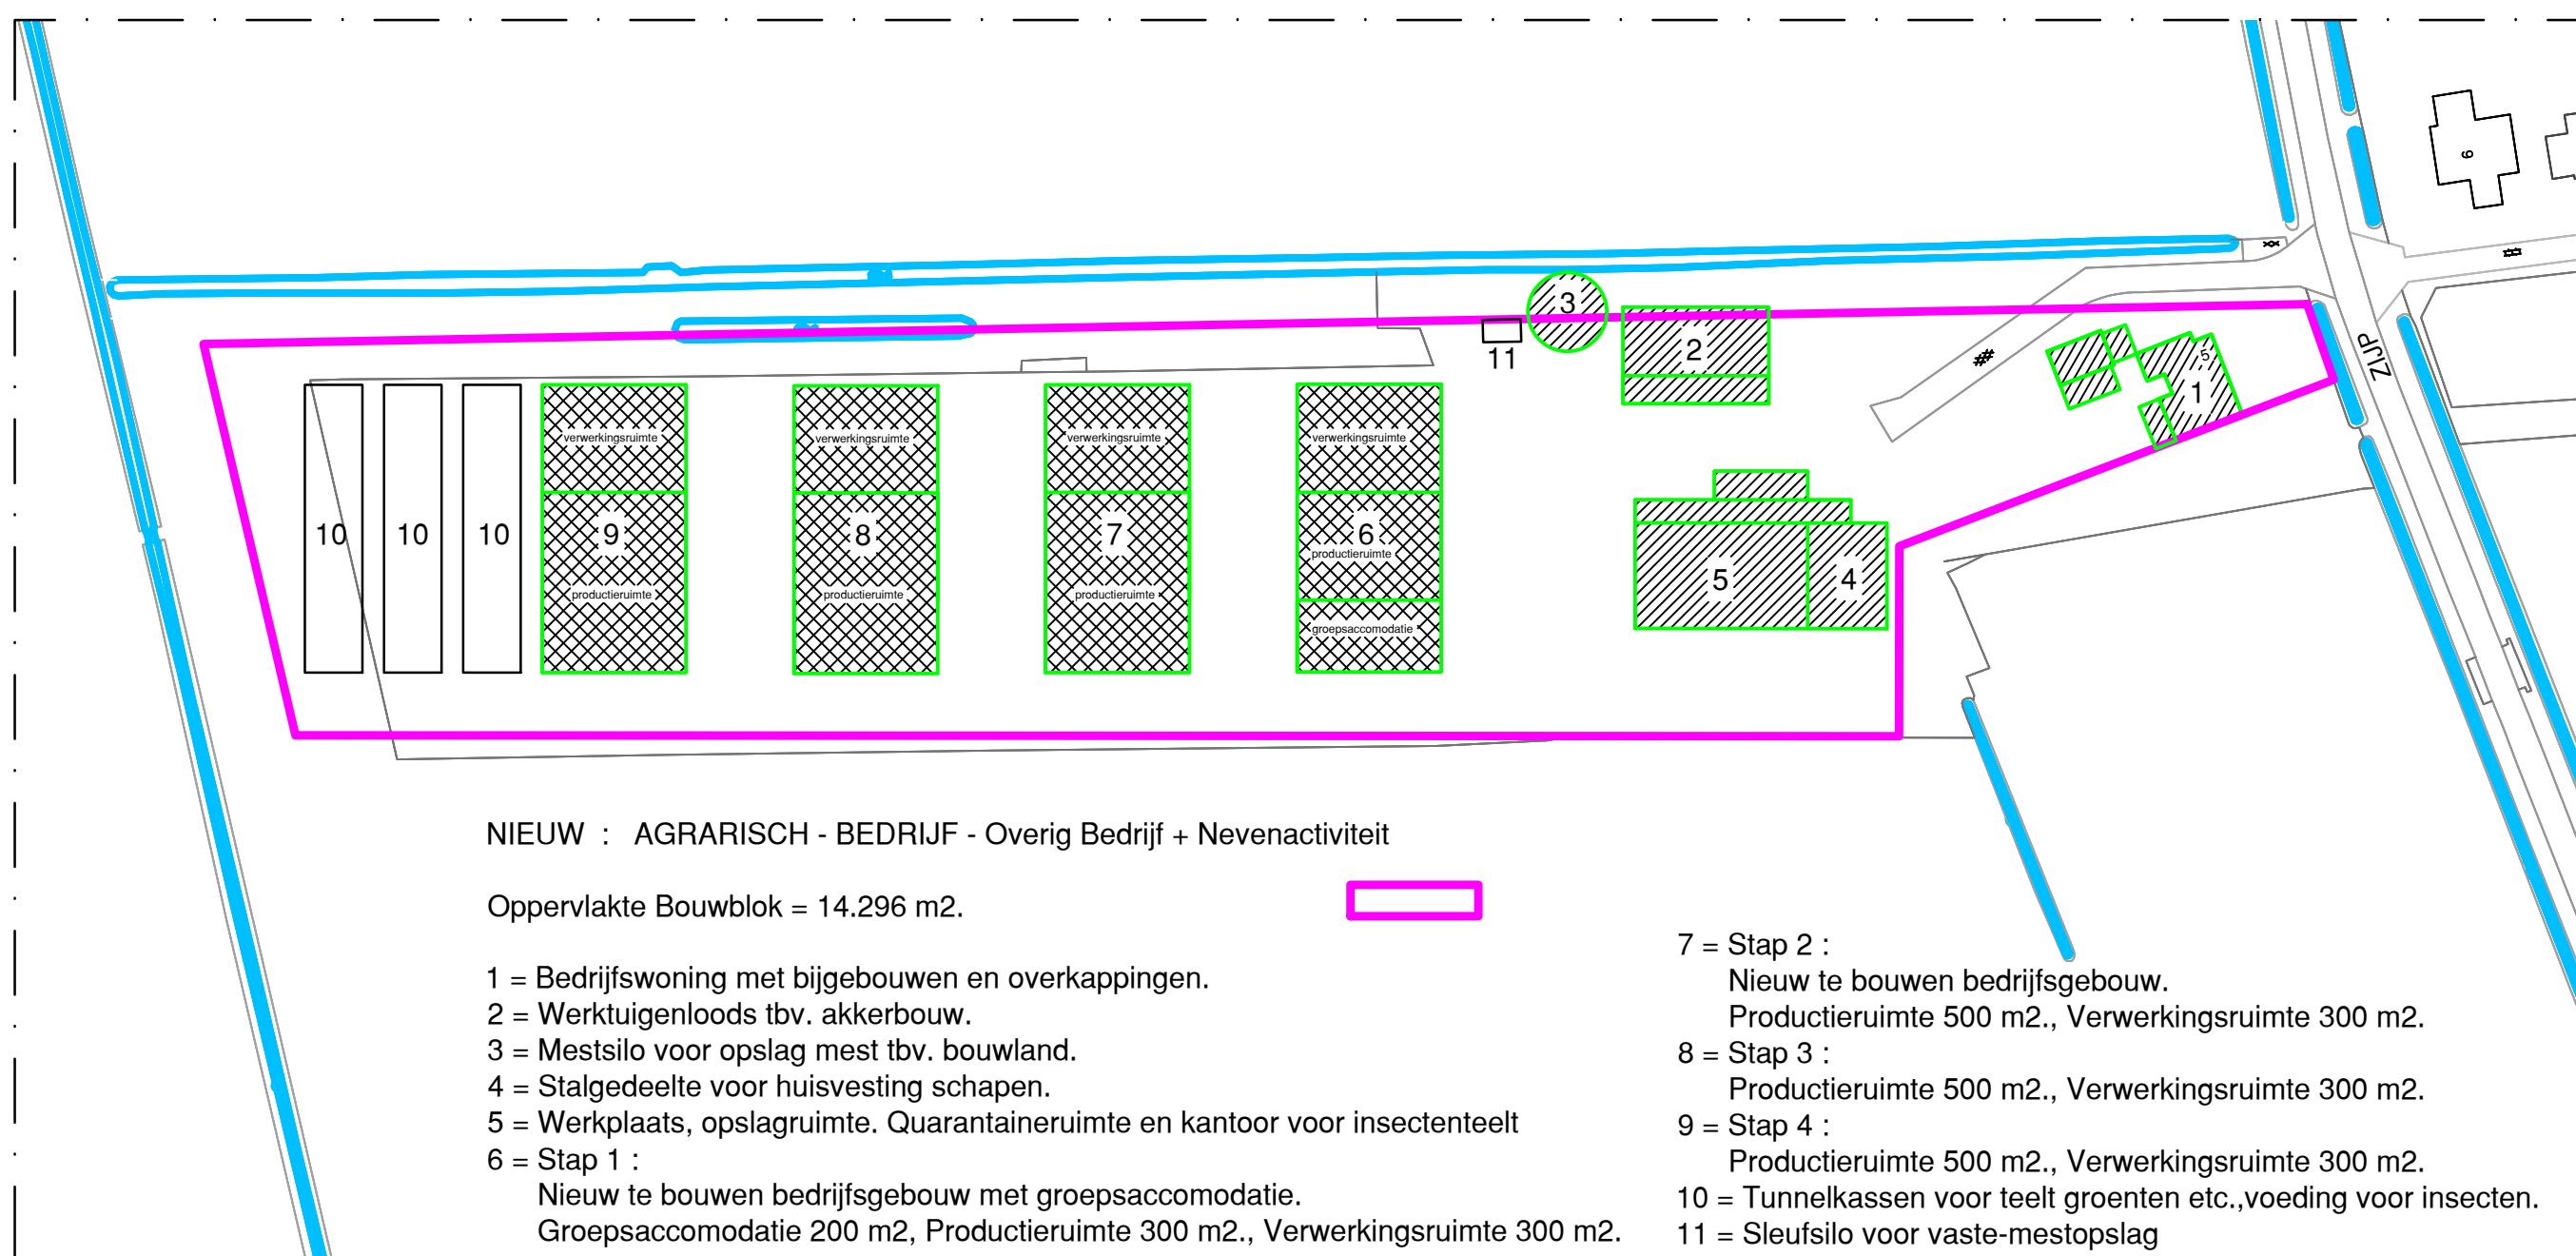 6
ZIJP
3
2
11
5
1
verwerkingsruimte
verwerkingsruimte
verwerkingsruimte
verwerkingsruimte
10
10
10
9
8
7
6
productieruimte
5
4
productieruimte
productieruimte
productieruimte
groepsaccomodatie
NIEUW : AGRARISCH - BEDRIJF - Overig Bedrijf + Nevenactiviteit
Oppervlakte Bouwblok = 14.296 m2.
1 = Bedrijfswoning met bijgebouwen en overkappingen.
2 = Werktuigenloods tbv. akkerbouw.
3 = Mestsilo voor opslag mest tbv. bouwland.
4 = Stalgedeelte voor huisvesting schapen.
5 = Werkplaats, opslagruimte. Quarantaineruimte en kantoor voor insectenteelt
6 = Stap 1 :
Nieuw te bouwen bedrijfsgebouw met groepsaccomodatie.
Groepsaccomodatie 200 m2, Productieruimte 300 m2., Verwerkingsruimte 300 m2.
7 = Stap 2 :
Nieuw te bouwen bedrijfsgebouw.
Productieruimte 500 m2., Verwerkingsruimte 300 m2.
8 = Stap 3 :
Productieruimte 500 m2., Verwerkingsruimte 300 m2.
9 = Stap 4 :
Productieruimte 500 m2., Verwerkingsruimte 300 m2.
10 = Tunnelkassen voor teelt groenten etc.,voeding voor insecten.
11 = Sleufsilo voor vaste-mestopslag